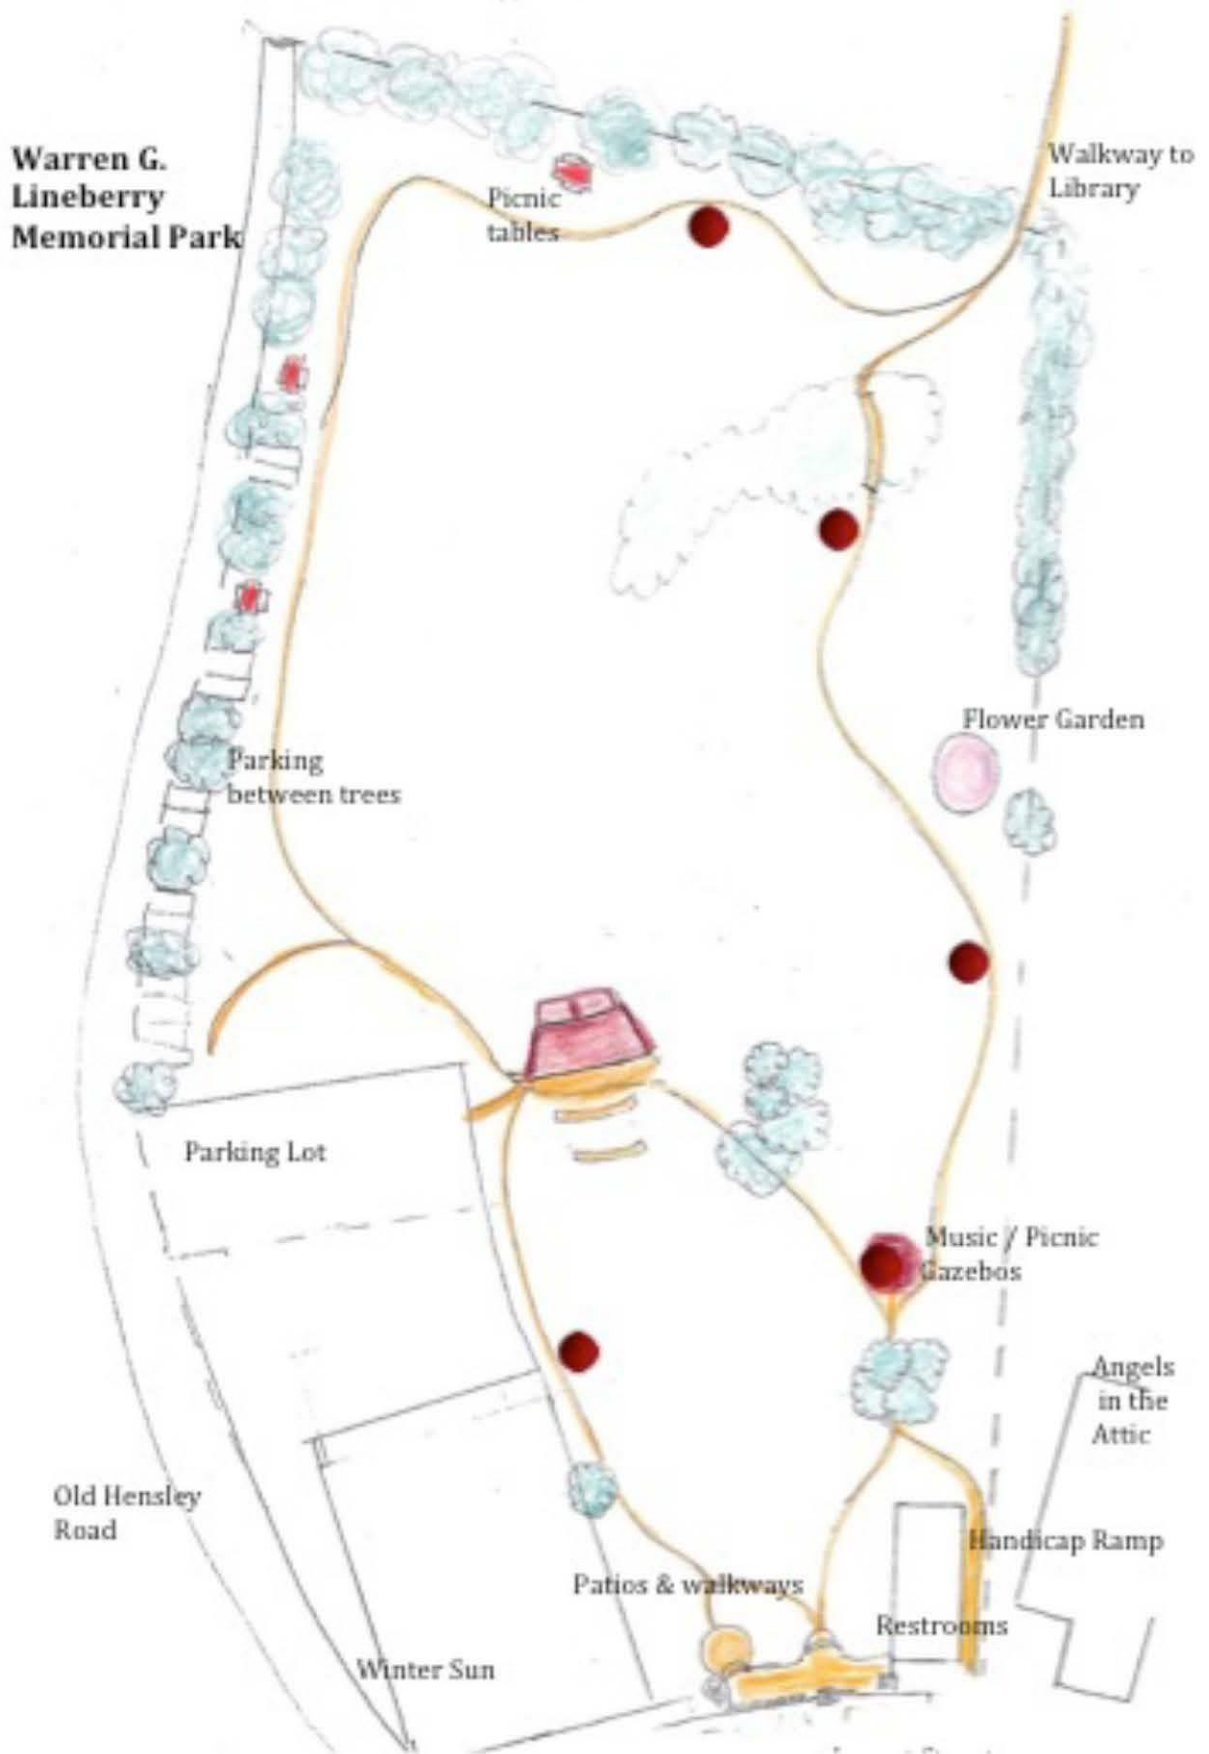 Warren G.
Lineberry
Memorial Park
Walkway to
Library
Picnic
tables
Flower Garden
Parking
between trees
Parking Lot
Music / Picnic
Gazebos
Angels
in the
Attic
Old Hensley
Road
Handicap Ramp
Patios & walkways
Restrooms
Winter Sun